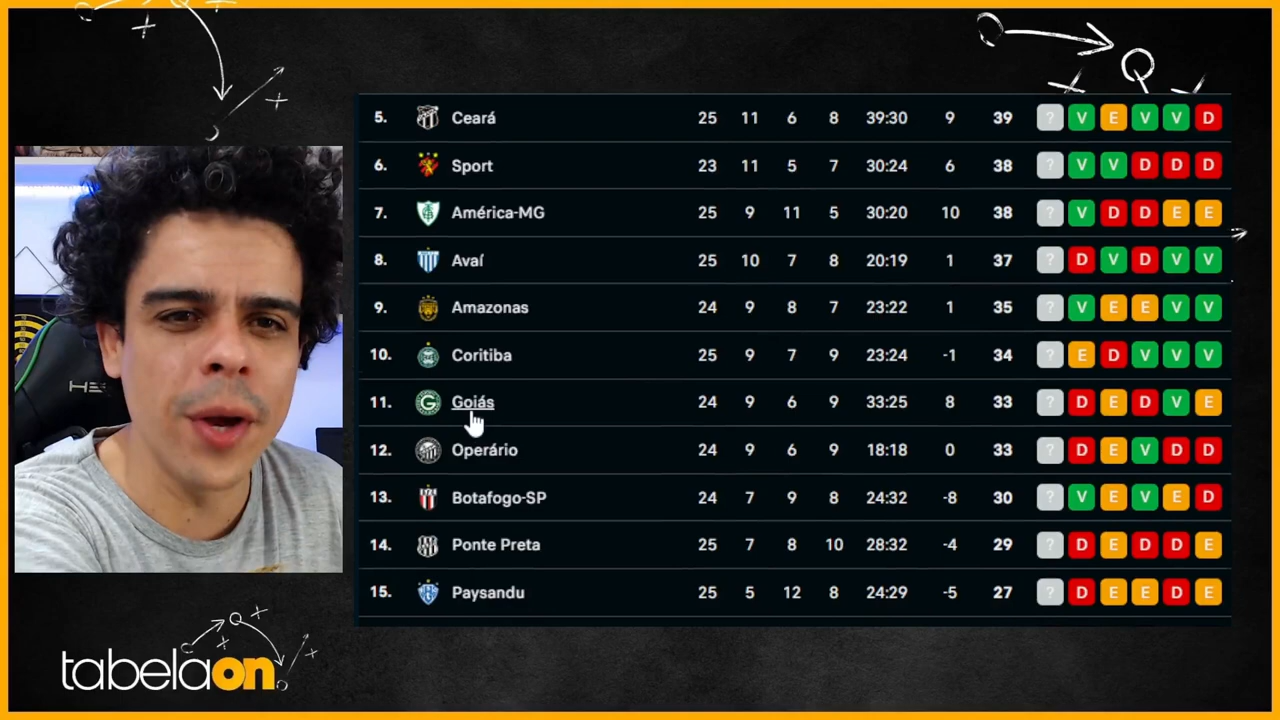 5. Ceará 25 11 6 8 39:30 9 39 ? V E V V D
6. Sport 23 11 5 7 30:24 6 38 ? V V D D D
7. América-MG 25 9 11 5 30:20 10 38 ? V D D E E
8. Avaí 25 10 7 8 20:19 1 37 ? D V D V V
9. Amazonas 24 9 8 7 23:22 1 35 ? V E E V V
10. Coritiba 25 9 7 9 23:24 -1 34 ? E D V V V
11. Goiás 24 9 6 9 33:25 8 33 ? D E D V E
12. Operário 24 9 6 9 18:18 0 33 ? D E V D D
13. Botafogo-SP 24 7 9 8 24:32 -8 30 ? V E V E D
14. Ponte Preta 25 7 8 10 28:32 -4 29 ? D E D D E
15. Paysandu 25 5 12 8 24:29 -5 27 ? D E E D E
tabelaon